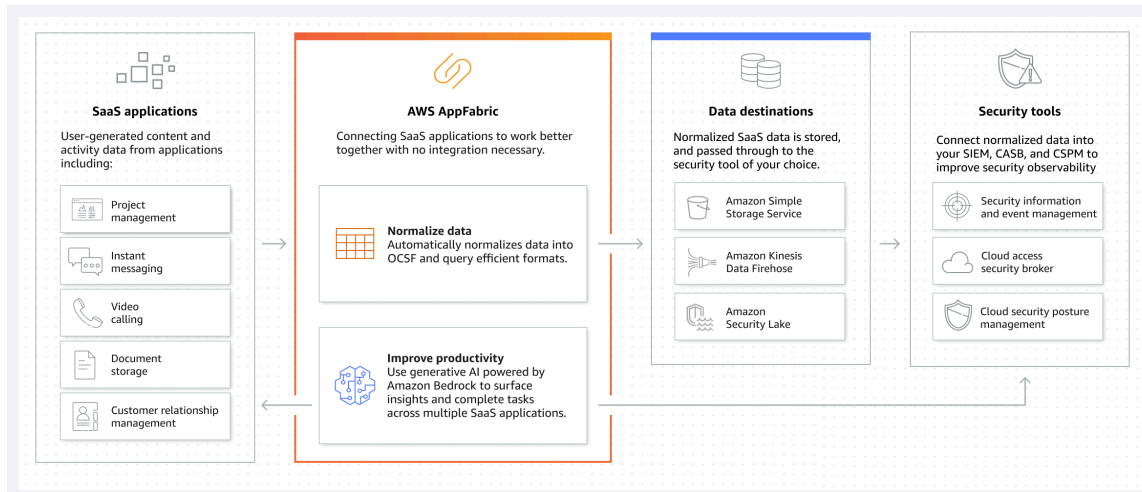 SaaS applications
User-generated content and
activity data from applications
including:
Project
management
Instant
messaging
Video
calling
Document
storage
Customer relationship
management
AWS AppFabric
Connecting SaaS applications to work better
together with no integration necessary.
Normalize data
Automatically normalizes data into
OCSF and query efficient formats.
Improve productivity
Use generative AI powered by
Amazon Bedrock to surface
insights and complete tasks
across multiple SaaS applications.
Data destinations
Normalized SaaS data is stored,
and passed through to the
security tool of your choice.
Amazon Simple
Storage Service
Amazon Kinesis
Data Firehose
Amazon
Security Lake
Security tools
Connect normalized data into
your SIEM, CASB, and CSPM to
improve security observability
Security information
and event management
Cloud access
security broker
Cloud security posture
management